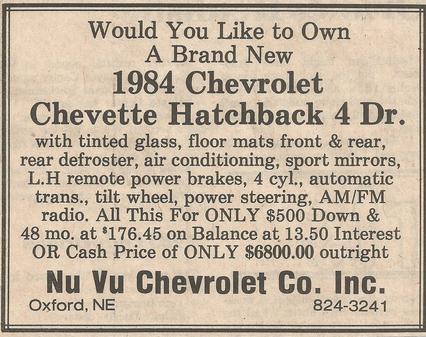 Would You Like to Own
A Brand New
1984 Chevrolet
Chevette Hatchback 4 Dr.
with tinted glass, floor mats front & rear,
rear defroster, air conditioning, sport mirrors,
L.H remote power brakes, 4 cyl., automatic
trans., tilt wheel, power steering, AM/FM
radio. All This For ONLY $500 Down &
48 mo. at $176.45 on Balance at 13.50 Interest
OR Cash Price of ONLY $6800.00 outright
Nu Vu Chevrolet Co. Inc.
Oxford, NE 824-3241